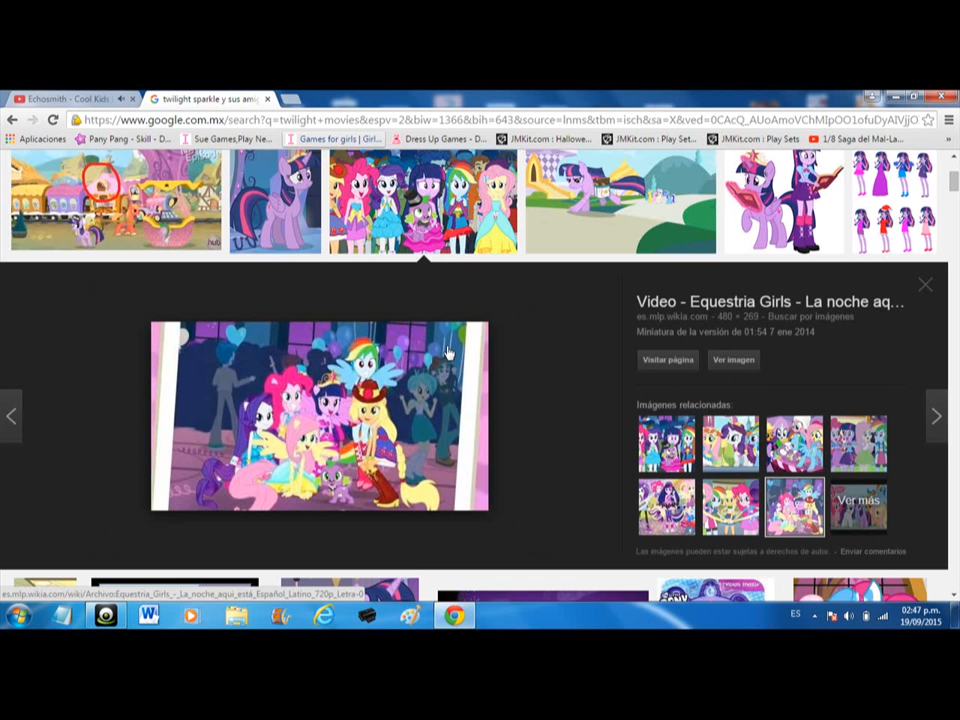 Echosmith - Cool Kids
twilight sparkle y sus ami
https://www.google.com.mx/search?q=twilight+movies&espv=2&biw=1366&bih=643&source=lnms&tbm=isch&sa=X&ved=0CAcQ_AUoAmoVChMIpOO1ofuDyAIVjjO
Aplicaciones
Pany Pang - Skill - D...
Sue Games,Play Ne...
Games for girls | Girl...
Dress Up Games - D...
JMKit.com : Hallowe...
JMKit.com : Play Set...
JMKit.com : Play Sets
1/8 Saga del Mal-La...
»
hub
Video - Equestria Girls - La noche aq...
es.mlp.wikia.com - 480 × 269 - Buscar por imágenes
Miniatura de la versión de 01:54 7 ene 2014
Visitar página
Ver imagen
Imágenes relacionadas:
Ver más
Las imágenes pueden estar sujetas a derechos de autor. - Enviar comentarios
es.mlp.wikia.com/wiki/Archivo:Equestria_Girls_-_La_noche_aqui_está_Español_Latino_720p_Letra-0
ES
02:47 p.m.
19/09/2015